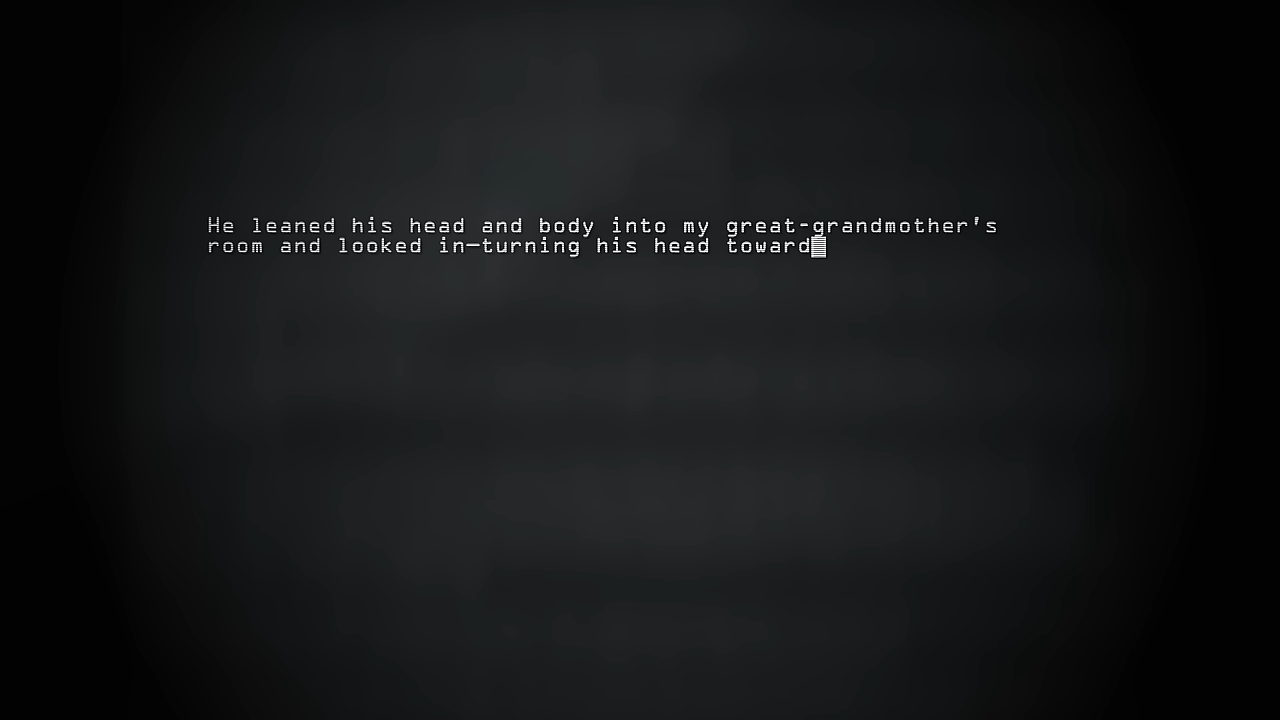 He leaned his head and body into my great-grandmother's
room and looked in—turning his head toward